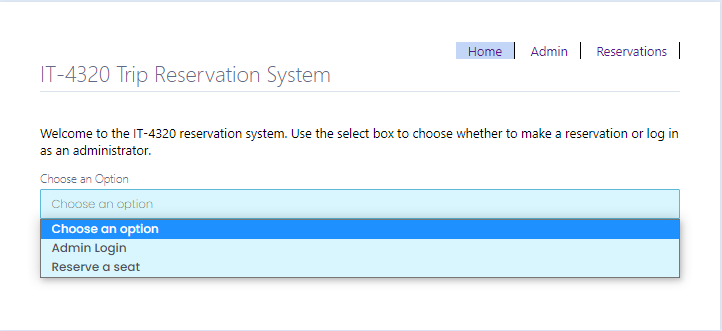 Home
Admin
Reservations
IT-4320 Trip Reservation System
Welcome to the IT-4320 reservation system. Use the select box to choose whether to make a reservation or log in
as an administrator.
Choose an Option
Choose an option
Choose an option
Admin Login
Reserve a seat